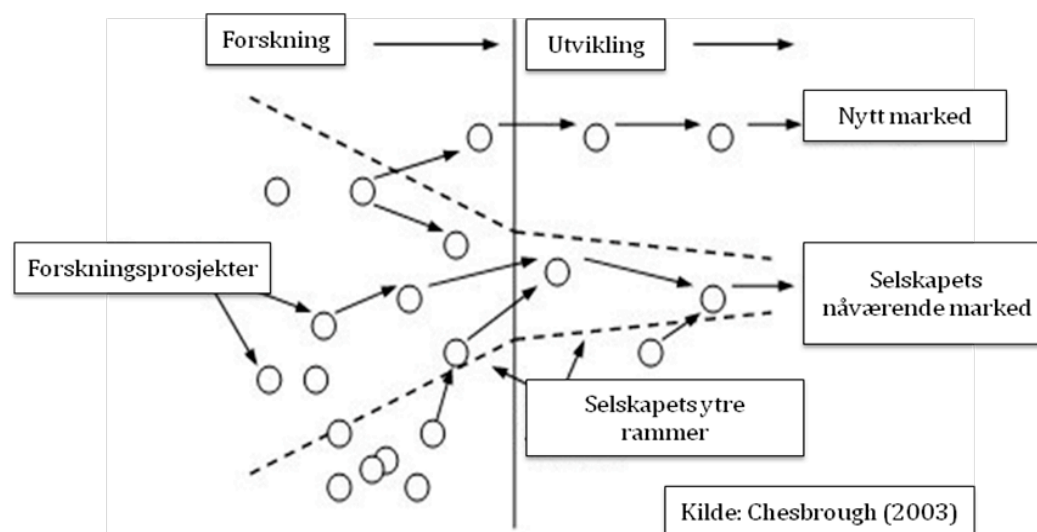 Forskning
Utvikling
Nytt marked
Forskningsprosjekter
Selskapets
nåværende marked
Selskapets ytre
rammer
Kilde: Chesbrough (2003)